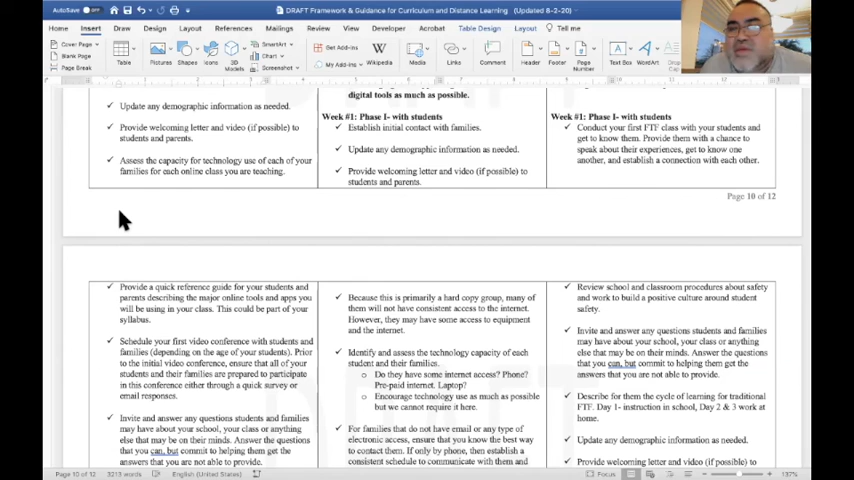 AutoSave OFF
DRAFT Framework & Guidance for Curriculum and Distance Learning (Updated 8-2-20)
Home Insert Draw Design Layout References Mailings Review View Developer Acrobat Table Design Layout Tell me
Cover Page
Blank Page
Page Break
Table
Pictures Shapes Icons 3D Models
SmartArt
Chart
Screenshot
Get Add-ins
My Add-ins
Wikipedia
Media
Links
Comment
Header Footer Page Number
Text Box WordArt
digital tools as much as possible.
✓ Update any demographic information as needed.
✓ Provide welcoming letter and video (if possible) to
students and parents.
✓ Assess the capacity for technology use of each of your
families for each online class you are teaching.
Week #1: Phase I- with students
✓ Establish initial contact with families.
✓ Update any demographic information as needed.
✓ Provide welcoming letter and video (if possible) to
students and parents.
Week #1: Phase I- with students
✓ Conduct your first FTF class with your students and
get to know them. Provide them with a chance to
speak about their experiences, get to know one
another, and establish a connection with each other.
Page 10 of 12
✓ Provide a quick reference guide for your students and
parents describing the major online tools and apps you
will be using in your class. This could be part of your
syllabus.
✓ Schedule your first video conference with students and
families (depending on the age of your students). Prior
to the initial video conference, ensure that all of your
students and their families are prepared to participate
in this conference either through a quick survey or
email responses.
✓ Invite and answer any questions students and families
may have about your school, your class or anything
else that may be on their minds. Answer the questions
that you can, but commit to helping them get the
answers that you are not able to provide.
✓ Because this is primarily a hard copy group, many of
them will not have consistent access to the internet.
However, they may have some access to equipment
and the internet.
✓ Identify and assess the technology capacity of each
student and their families.
o Do they have some internet access? Phone?
Pre-paid internet. Laptop?
o Encourage technology use as much as possible
but we cannot require it here.
✓ For families that do not have email or any type of
electronic access, ensure that you know the best way
to contact them. If only by phone, then establish a
consistent schedule to communicate with them and
✓ Review school and classroom procedures about safety
and work to build a positive culture around student
safety.
✓ Invite and answer any questions students and families
may have about your school, your class or anything
else that may be on their minds. Answer the questions
that you can, but commit to helping them get the
answers that you are not able to provide.
✓ Describe for them the cycle of learning for traditional
FTF. Day 1- instruction in school, Day 2 & 3 work at
home.
✓ Update any demographic information as needed.
✓ Provide welcoming letter and video (if possible) to
DRAFT
Page 10 of 12 3213 words English (United States) Focus 137%